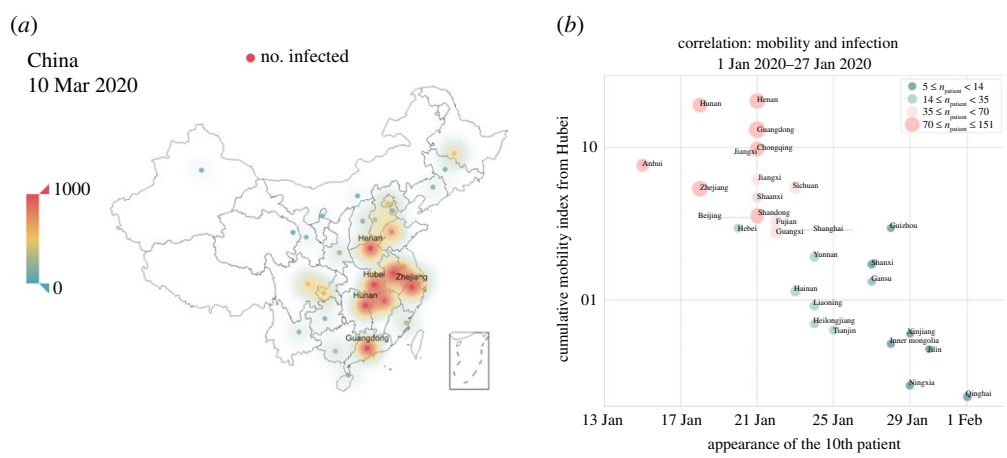 (a)
China
10 Mar 2020
no. infected
1000
0
Henan
Hubei
Zhejiang
Hunan
Guangdong
(b)
correlation: mobility and infection
1 Jan 2020–27 Jan 2020
cumulative mobility index from Hubei
10
01
5 ≤ n_patient < 14
14 ≤ n_patient < 35
35 ≤ n_patient < 70
70 ≤ n_patient ≤ 151
Hunan
Henan
Guangdong
Jiangxi
Chongqing
Anhui
Jiangxi
Zhejiang
Sichuan
Shaanxi
Beijing
Shandong
Hebei
Fujian
Guangxi
Shanghai
Guizhou
Yunnan
Shanxi
Gansu
Hainan
Liaoning
Heilongjiang
Tianjin
Xinjiang
Inner mongolia
Jilin
Ningxia
Qinghai
13 Jan
17 Jan
21 Jan
25 Jan
29 Jan
1 Feb
appearance of the 10th patient